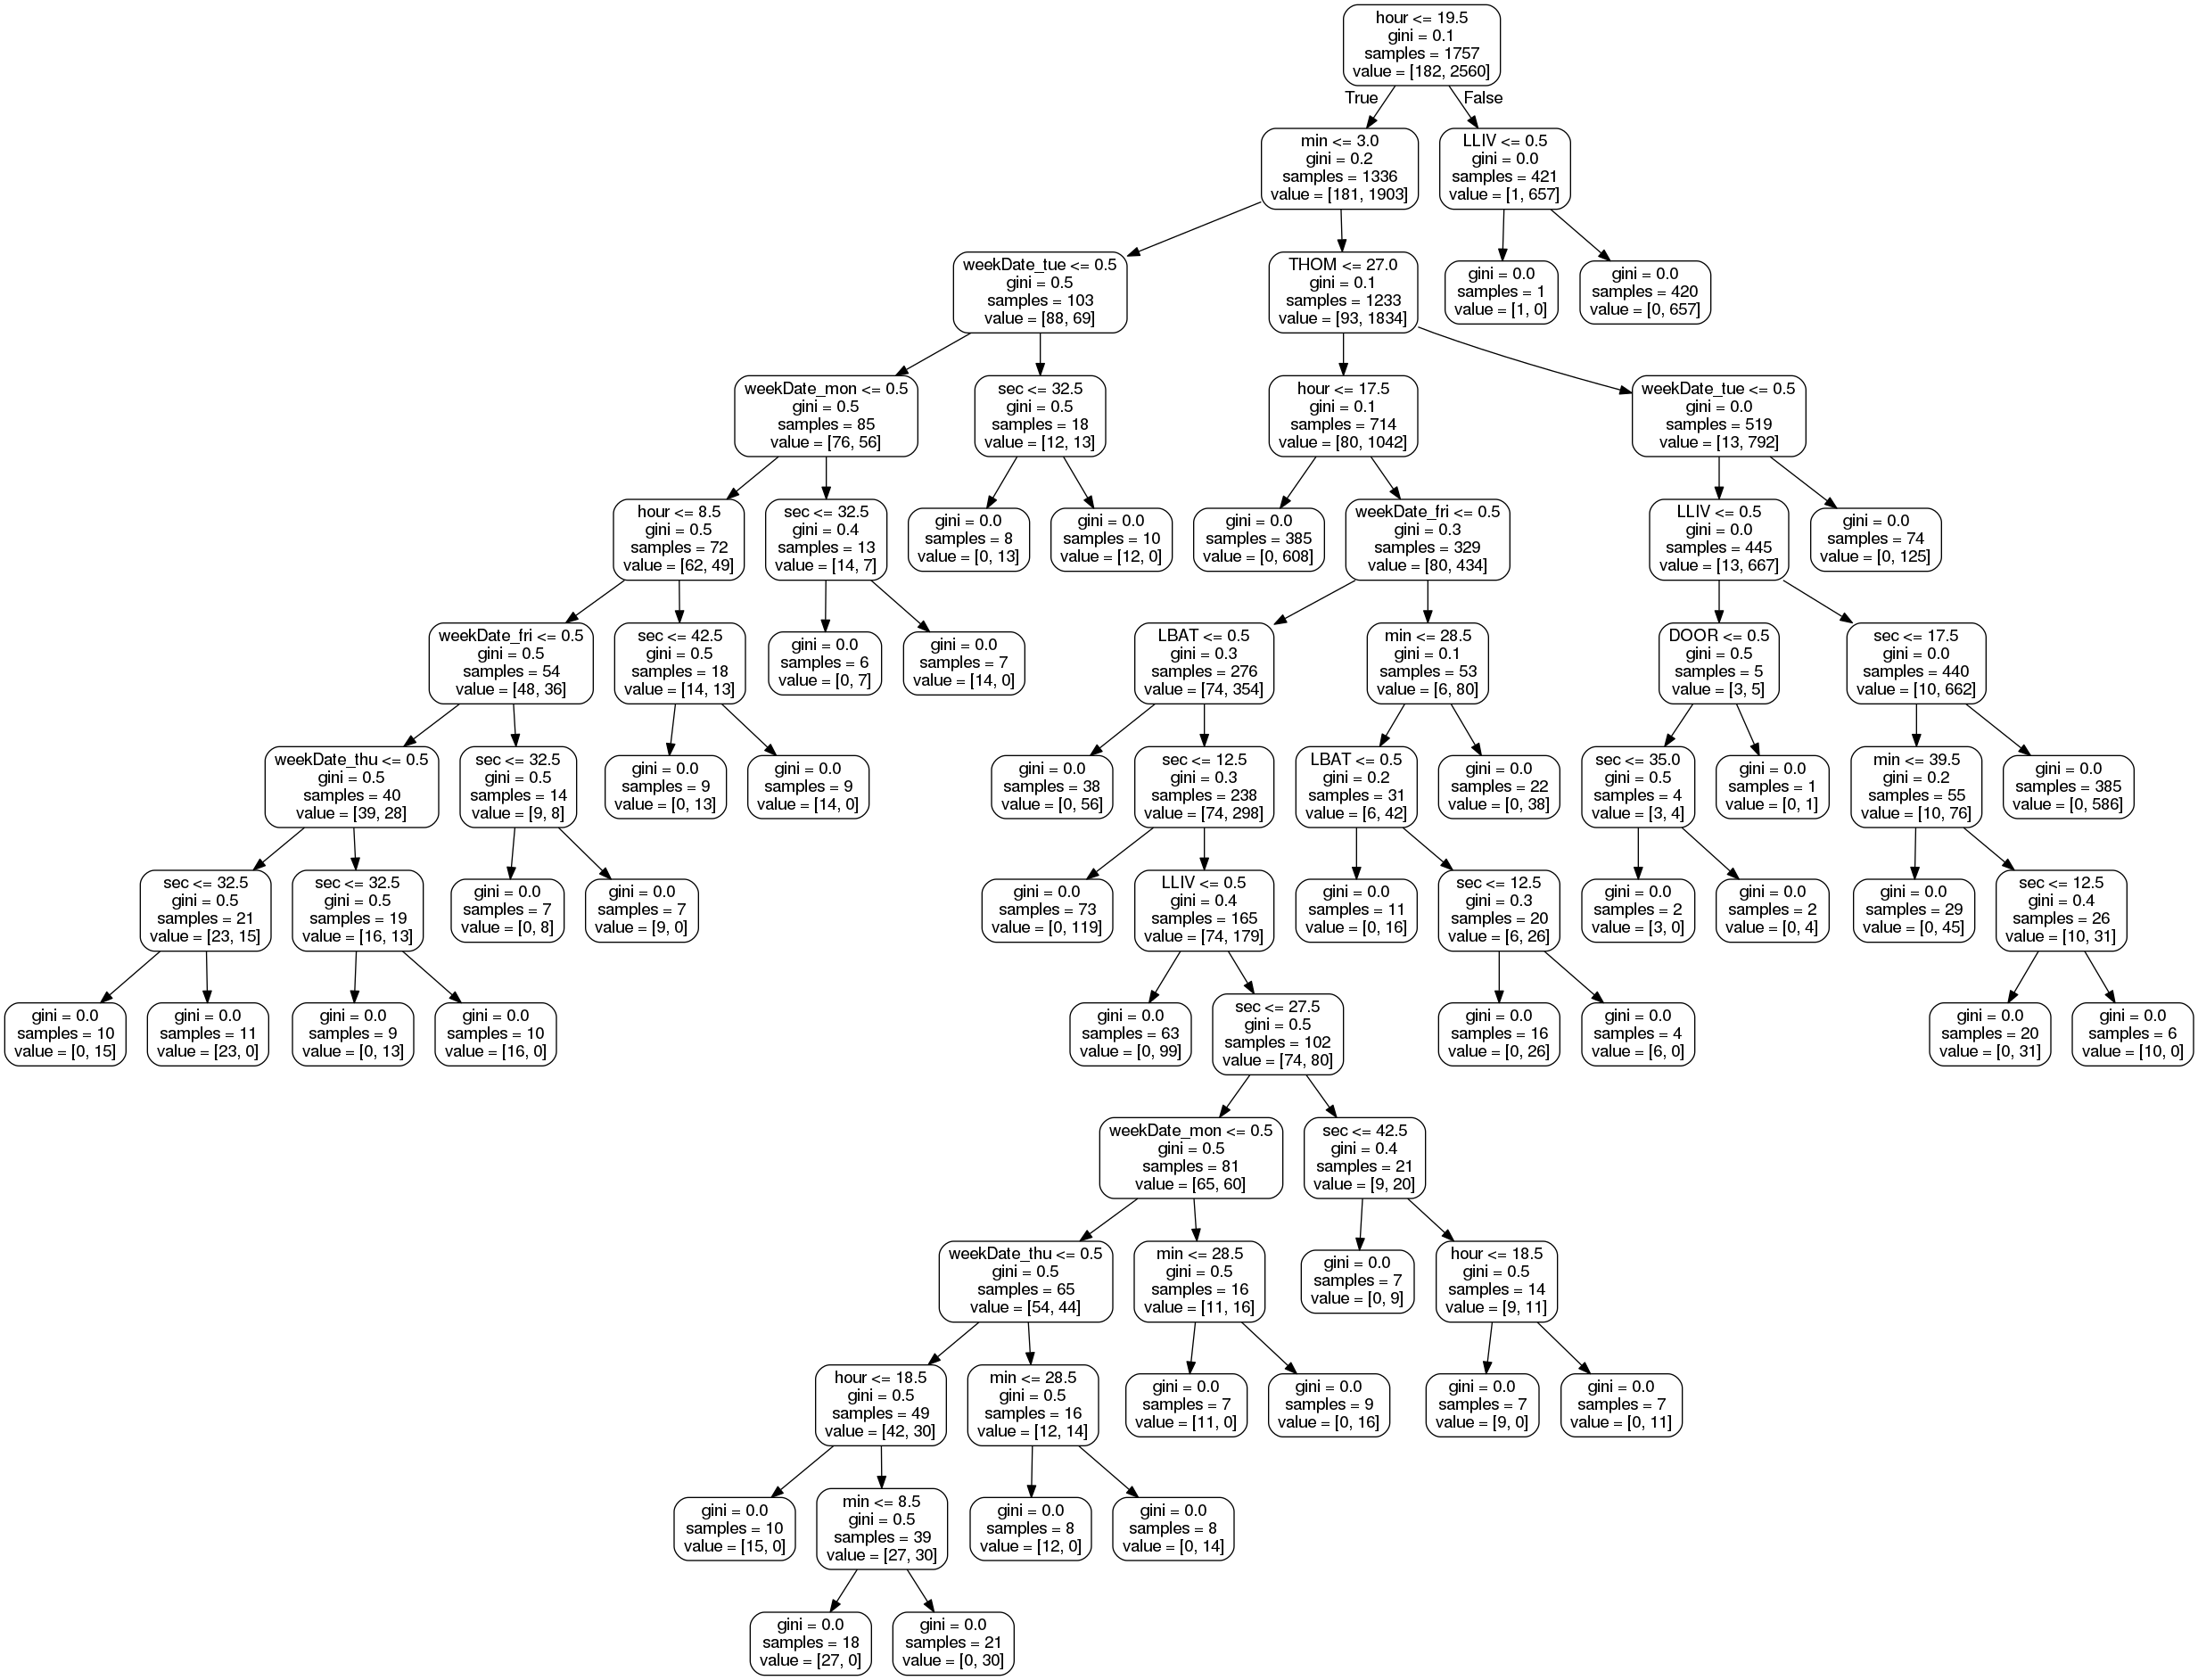 hour <= 19.5
gini = 0.1
samples = 1757
value = [182, 2560]
True
False
min <= 3.0
gini = 0.2
samples = 1336
value = [181, 1903]
LLIV <= 0.5
gini = 0.0
samples = 421
value = [1, 657]
weekDate_tue <= 0.5
gini = 0.5
samples = 103
value = [88, 69]
THOM <= 27.0
gini = 0.1
samples = 1233
value = [93, 1834]
gini = 0.0
samples = 1
value = [1, 0]
gini = 0.0
samples = 420
value = [0, 657]
weekDate_mon <= 0.5
gini = 0.5
samples = 85
value = [76, 56]
sec <= 32.5
gini = 0.5
samples = 18
value = [12, 13]
hour <= 17.5
gini = 0.1
samples = 714
value = [80, 1042]
weekDate_tue <= 0.5
gini = 0.0
samples = 519
value = [13, 792]
hour <= 8.5
gini = 0.5
samples = 72
value = [62, 49]
sec <= 32.5
gini = 0.4
samples = 13
value = [14, 7]
gini = 0.0
samples = 8
value = [0, 13]
gini = 0.0
samples = 10
value = [12, 0]
gini = 0.0
samples = 385
value = [0, 608]
weekDate_fri <= 0.5
gini = 0.3
samples = 329
value = [80, 434]
LLIV <= 0.5
gini = 0.0
samples = 445
value = [13, 667]
gini = 0.0
samples = 74
value = [0, 125]
weekDate_fri <= 0.5
gini = 0.5
samples = 54
value = [48, 36]
sec <= 42.5
gini = 0.5
samples = 18
value = [14, 13]
gini = 0.0
samples = 6
value = [0, 7]
gini = 0.0
samples = 7
value = [14, 0]
LBAT <= 0.5
gini = 0.3
samples = 276
value = [74, 354]
min <= 28.5
gini = 0.1
samples = 53
value = [6, 80]
DOOR <= 0.5
gini = 0.5
samples = 5
value = [3, 5]
sec <= 17.5
gini = 0.0
samples = 440
value = [10, 662]
weekDate_thu <= 0.5
gini = 0.5
samples = 40
value = [39, 28]
sec <= 32.5
gini = 0.5
samples = 14
value = [9, 8]
gini = 0.0
samples = 9
value = [0, 13]
gini = 0.0
samples = 9
value = [14, 0]
gini = 0.0
samples = 38
value = [0, 56]
sec <= 12.5
gini = 0.3
samples = 238
value = [74, 298]
LBAT <= 0.5
gini = 0.2
samples = 31
value = [6, 42]
gini = 0.0
samples = 22
value = [0, 38]
sec <= 35.0
gini = 0.5
samples = 4
value = [3, 4]
gini = 0.0
samples = 1
value = [0, 1]
min <= 39.5
gini = 0.2
samples = 55
value = [10, 76]
gini = 0.0
samples = 385
value = [0, 586]
sec <= 32.5
gini = 0.5
samples = 21
value = [23, 15]
sec <= 32.5
gini = 0.5
samples = 19
value = [16, 13]
gini = 0.0
samples = 7
value = [0, 8]
gini = 0.0
samples = 7
value = [9, 0]
gini = 0.0
samples = 73
value = [0, 119]
LLIV <= 0.5
gini = 0.4
samples = 165
value = [74, 179]
gini = 0.0
samples = 11
value = [0, 16]
sec <= 12.5
gini = 0.3
samples = 20
value = [6, 26]
gini = 0.0
samples = 2
value = [3, 0]
gini = 0.0
samples = 2
value = [0, 4]
gini = 0.0
samples = 29
value = [0, 45]
sec <= 12.5
gini = 0.4
samples = 26
value = [10, 31]
gini = 0.0
samples = 10
value = [0, 15]
gini = 0.0
samples = 11
value = [23, 0]
gini = 0.0
samples = 9
value = [0, 13]
gini = 0.0
samples = 10
value = [16, 0]
gini = 0.0
samples = 63
value = [0, 99]
sec <= 27.5
gini = 0.5
samples = 102
value = [74, 80]
gini = 0.0
samples = 16
value = [0, 26]
gini = 0.0
samples = 4
value = [6, 0]
gini = 0.0
samples = 20
value = [0, 31]
gini = 0.0
samples = 6
value = [10, 0]
weekDate_mon <= 0.5
gini = 0.5
samples = 81
value = [65, 60]
sec <= 42.5
gini = 0.4
samples = 21
value = [9, 20]
weekDate_thu <= 0.5
gini = 0.5
samples = 65
value = [54, 44]
min <= 28.5
gini = 0.5
samples = 16
value = [11, 16]
gini = 0.0
samples = 7
value = [0, 9]
hour <= 18.5
gini = 0.5
samples = 14
value = [9, 11]
hour <= 18.5
gini = 0.5
samples = 49
value = [42, 30]
min <= 28.5
gini = 0.5
samples = 16
value = [12, 14]
gini = 0.0
samples = 7
value = [11, 0]
gini = 0.0
samples = 9
value = [0, 16]
gini = 0.0
samples = 7
value = [9, 0]
gini = 0.0
samples = 7
value = [0, 11]
gini = 0.0
samples = 10
value = [15, 0]
min <= 8.5
gini = 0.5
samples = 39
value = [27, 30]
gini = 0.0
samples = 8
value = [12, 0]
gini = 0.0
samples = 8
value = [0, 14]
gini = 0.0
samples = 18
value = [27, 0]
gini = 0.0
samples = 21
value = [0, 30]